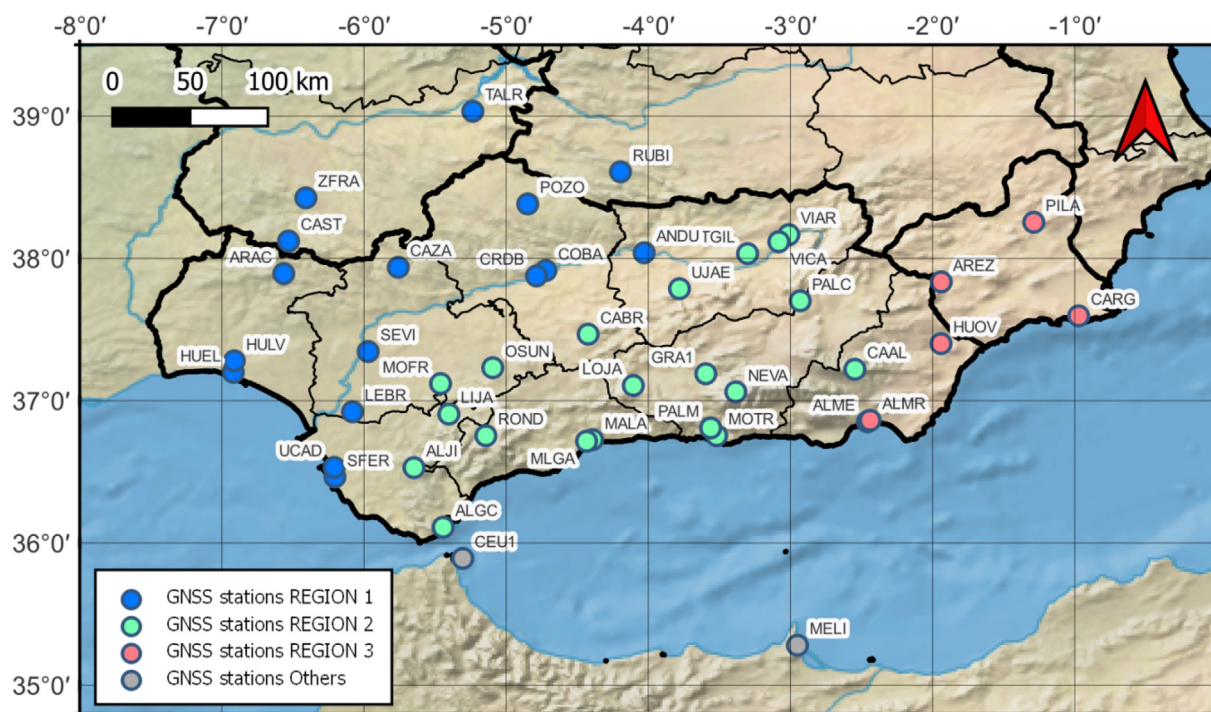 -8°0′ -7°0′ -6°0′ -5°0′ -4°0′ -3°0′ -2°0′ -1°0′
0 50 100 km
39°0′
TALR
RUBI
ZFRA
POZO
PILA
CAST
VIAR
ANDU
TGIL
38°0′
ARAC
CAZA
CRDB
COBA
VICA
UJAE
AREZ
PALC
CARG
CABR
HUEL
HULV
SEVI
OSUN
HUOV
MOFR
LOJA
GRA1
CAAL
NEVA
37°0′
LEBR
LIJA
ROND
MALA
PALM
MOTR
ALME
ALMR
UCAD
SFER
ALJI
MLGA
ALGC
36°0′
CEU1
GNSS stations REGION 1
GNSS stations REGION 2
MELI
GNSS stations REGION 3
GNSS stations Others
35°0′